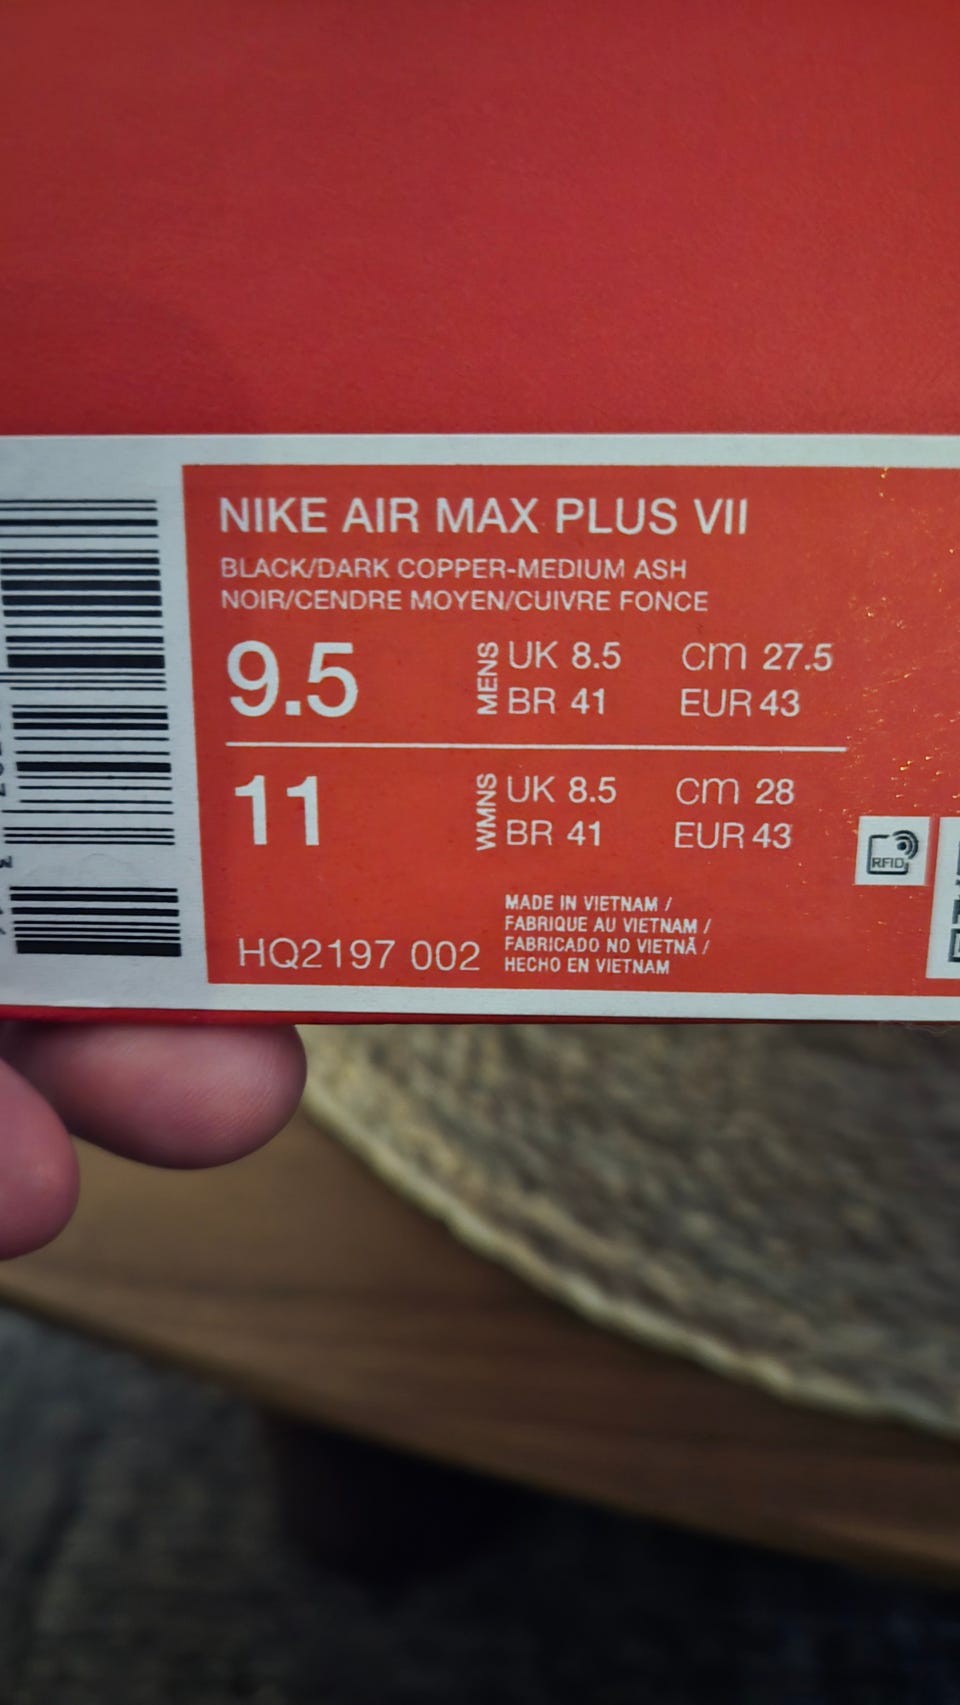 NIKE AIR MAX PLUS VII
BLACK/DARK COPPER-MEDIUM ASH
NOIR/CENDRE MOYEN/CUIVRE FONCE
9.5 MENS UK 8.5 CM 27.5
BR 41 EUR 43
11 WMNS UK 8.5 CM 28
BR 41 EUR 43
RFID
MADE IN VIETNAM /
FABRIQUE AU VIETNAM /
FABRICADO NO VIETNÃ /
HECHO EN VIETNAM
HQ2197 002